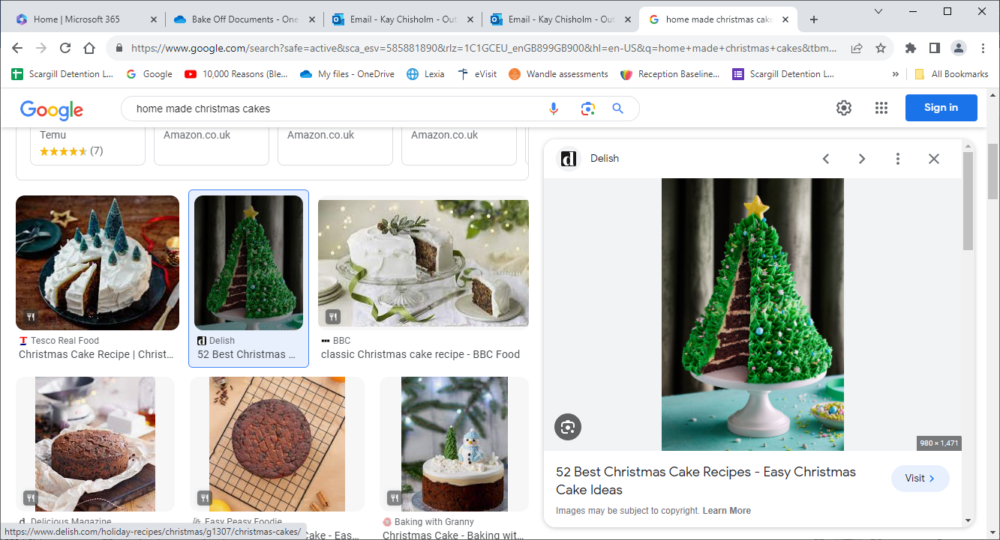 Home | Microsoft 365
Bake Off Documents - One
Email - Kay Chisholm - Out
Email - Kay Chisholm - Out
home made christmas cake
https://www.google.com/search?safe=active&sca_esv=585881890&rlz=1C1GCEU_enGB899GB900&hl=en-US&q=home+made+christmas+cakes&tbm...
Scargill Detention L...
Google
10,000 Reasons (Ble...
My files - OneDrive
Lexia
eVisit
Wandle assessments
Reception Baseline...
Scargill Detention L...
»
All Bookmarks
Google
home made christmas cakes
Sign in
Temu
(7)
Amazon.co.uk
Amazon.co.uk
Amazon.co.uk
Tesco Real Food
Christmas Cake Recipe | Christ...
Delish
52 Best Christmas ...
BBC
classic Christmas cake recipe - BBC Food
Delicious Magazine
Easy Peasy Foodie
Cake - Eas...
Baking with Granny
Christmas Cake - Baking wit...
https://www.delish.com/holiday-recipes/christmas/g1307/christmas-cakes/
d Delish
980 × 1,471
52 Best Christmas Cake Recipes - Easy Christmas
Cake Ideas
Visit
Images may be subject to copyright. Learn More